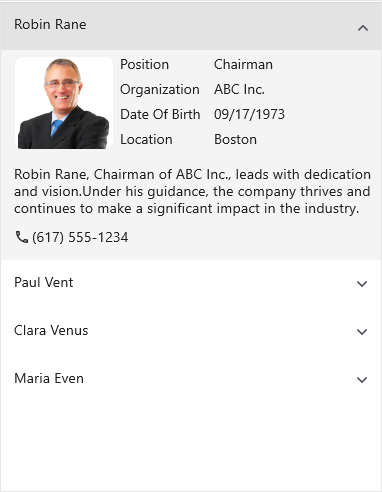 Robin Rane
Position Chairman
Organization ABC Inc.
Date Of Birth 09/17/1973
Location Boston
Robin Rane, Chairman of ABC Inc., leads with dedication
and vision.Under his guidance, the company thrives and
continues to make a significant impact in the industry.
(617) 555-1234
Paul Vent
Clara Venus
Maria Even